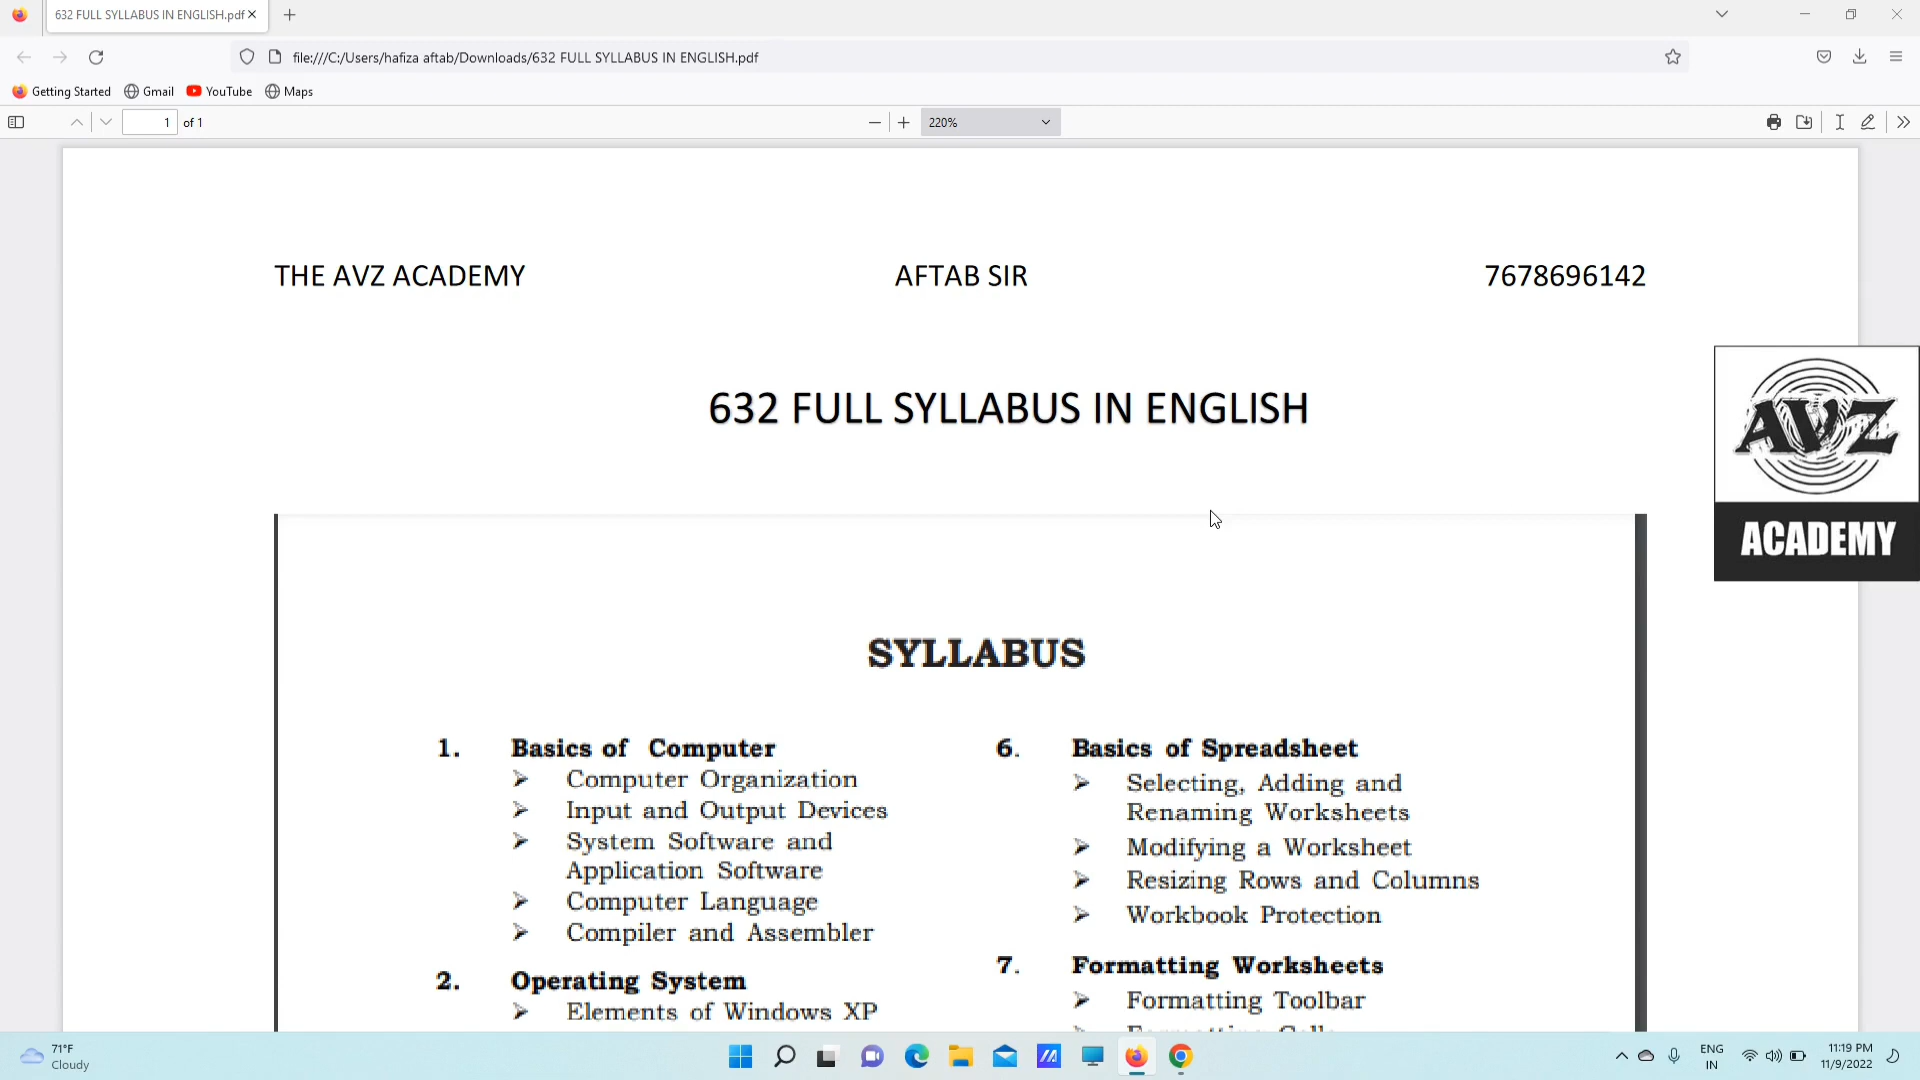 632 FULL SYLLABUS IN ENGLISH.pdf
file:///C:/Users/hafiza aftab/Downloads/632 FULL SYLLABUS IN ENGLISH.pdf
Getting Started Gmail YouTube Maps
1 of 1 220%
THE AVZ ACADEMY AFTAB SIR 7678696142
632 FULL SYLLABUS IN ENGLISH
AVZ
ACADEMY
SYLLABUS
1. Basics of Computer
Computer Organization
Input and Output Devices
System Software and
Application Software
Computer Language
Compiler and Assembler
2. Operating System
Elements of Windows XP
6. Basics of Spreadsheet
Selecting, Adding and
Renaming Worksheets
Modifying a Worksheet
Resizing Rows and Columns
Workbook Protection
7. Formatting Worksheets
Formatting Toolbar
71°F
Cloudy
ENG
IN
11:19 PM
11/9/2022